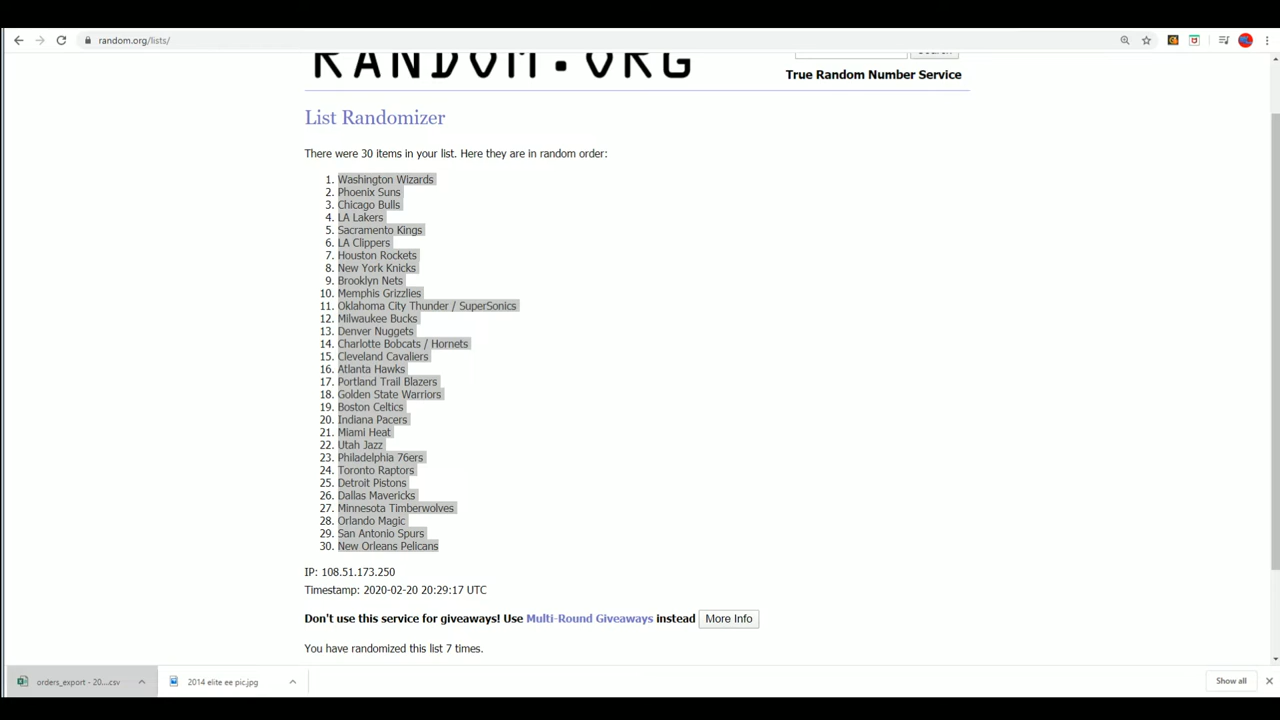 random.org/lists/
RANDOM.ORG
Search
True Random Number Service
List Randomizer
There were 30 items in your list. Here they are in random order:
1. Washington Wizards
2. Phoenix Suns
3. Chicago Bulls
4. LA Lakers
5. Sacramento Kings
6. LA Clippers
7. Houston Rockets
8. New York Knicks
9. Brooklyn Nets
10. Memphis Grizzlies
11. Oklahoma City Thunder / SuperSonics
12. Milwaukee Bucks
13. Denver Nuggets
14. Charlotte Bobcats / Hornets
15. Cleveland Cavaliers
16. Atlanta Hawks
17. Portland Trail Blazers
18. Golden State Warriors
19. Boston Celtics
20. Indiana Pacers
21. Miami Heat
22. Utah Jazz
23. Philadelphia 76ers
24. Toronto Raptors
25. Detroit Pistons
26. Dallas Mavericks
27. Minnesota Timberwolves
28. Orlando Magic
29. San Antonio Spurs
30. New Orleans Pelicans
IP: 108.51.173.250
Timestamp: 2020-02-20 20:29:17 UTC
Don't use this service for giveaways! Use Multi-Round Giveaways instead More Info
You have randomized this list 7 times.
orders_export - 20....csv 2014 elite ee pic.jpg Show all